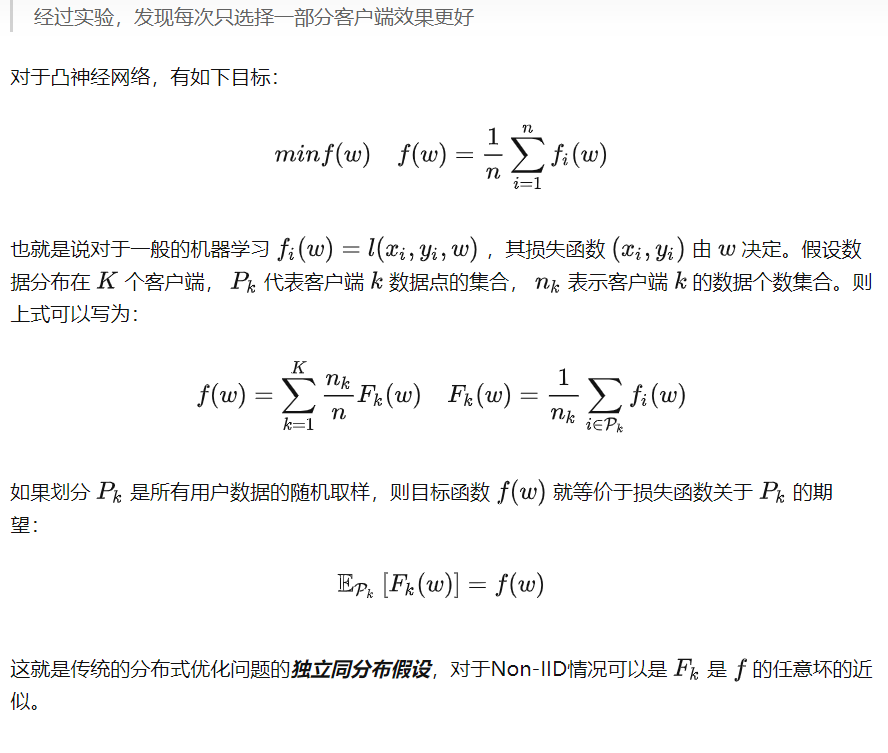 经过实验，发现每次只选择一部分客户端效果更好
对于凸神经网络，有如下目标：
$min f(w) \quad f(w) = \frac{1}{n} \sum_{i=1}^{n} f_i(w)$
也就是说对于一般的机器学习 $f_i(w) = l(x_i, y_i, w)$ ，其损失函数 $(x_i, y_i)$ 由 $w$ 决定。假设数
据分布在 $K$ 个客户端， $P_k$ 代表客户端 $k$ 数据点的集合， $n_k$ 表示客户端 $k$ 的数据个数集合。则
上式可以写为：
$f(w) = \sum_{k=1}^{K} \frac{n_k}{n} F_k(w) \quad F_k(w) = \frac{1}{n_k} \sum_{i \in \mathcal{P}_k} f_i(w)$
如果划分 $P_k$ 是所有用户数据的随机取样，则目标函数 $f(w)$ 就等价于损失函数关于 $P_k$ 的期
望：
$\mathbb{E}_{\mathcal{P}_k} [F_k(w)] = f(w)$
这就是传统的分布式优化问题的独立同分布假设，对于Non-IID情况可以是 $F_k$ 是 $f$ 的任意坏的近
似。